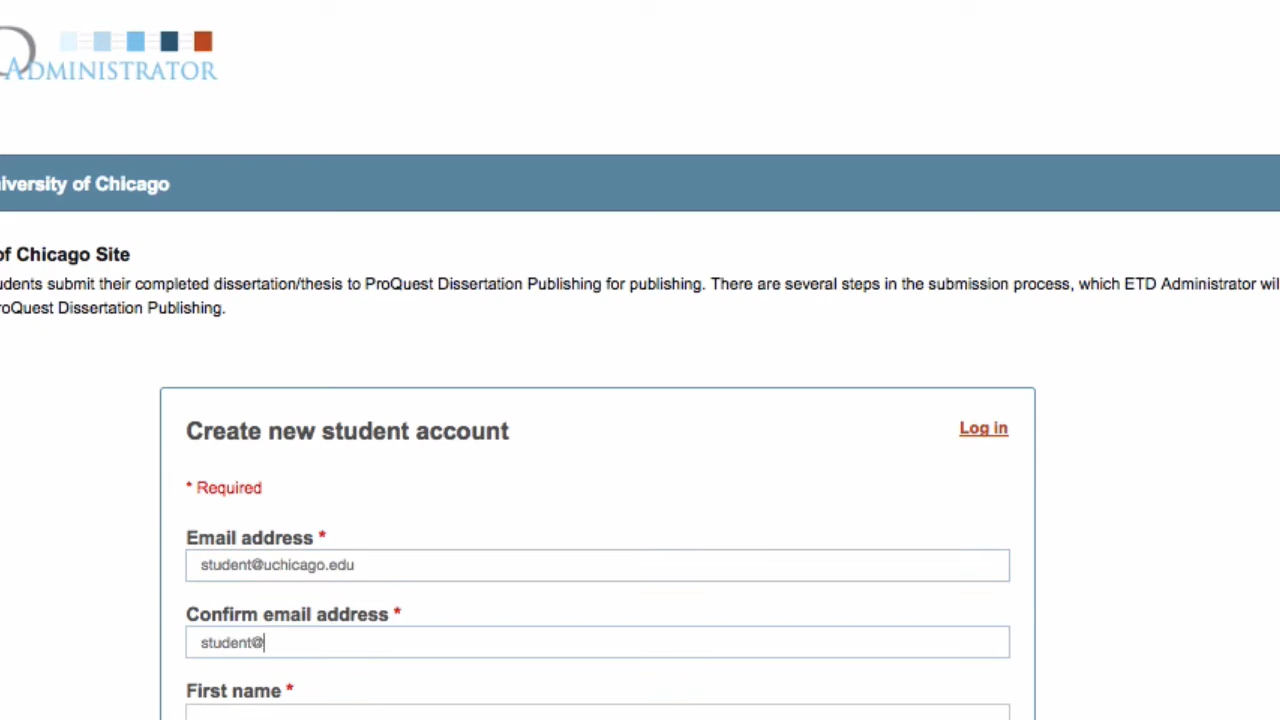 ADMINISTRATOR
iversity of Chicago
of Chicago Site
udents submit their completed dissertation/thesis to ProQuest Dissertation Publishing for publishing. There are several steps in the submission process, which ETD Administrator wil
roQuest Dissertation Publishing.
Create new student account
Log in
* Required
Email address *
student@uchicago.edu
Confirm email address *
student@
First name *